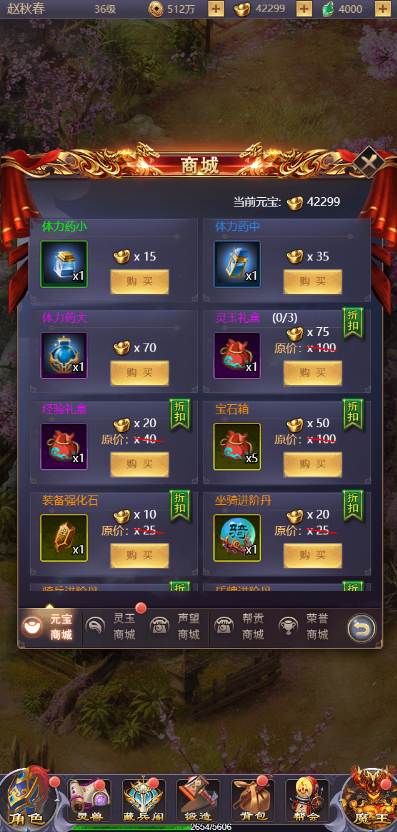 赵秋春 36级 512万 42299 4000
商城
当前元宝: 42299
体力药小 体力药中
x 15 x 35
x1 x1
购买 购买
体力药大 灵玉礼盒 (0/3) 折扣
x 70 x 75
原价: x 100
x1 x1
购买 购买
经验礼盒 折扣 宝石箱 折扣
x 20 x 50
原价: x 40 原价: x 100
x1 x5
购买 购买
装备强化石 折扣 坐骑进阶丹 折扣
x 10 x 20
原价: x 25 原价: x 25
骑
x1 x1
购买 购买
元宝商城 灵玉商城 声望商城 帮贡商城 荣誉商城
角色 灵兽 藏兵阁 锻造 背包 帮会 魔王
2654/5606